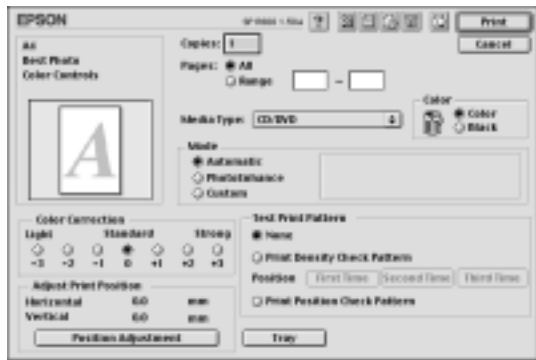 EPSON
Print
A4
Best Photo
Color Controls
Copies: 1
Cancel
Pages: All
Range
–
Media Type: CD/DVD
Color
Color
Black
A
Mode
Automatic
PhotoEnhance
Custom
Color Correction
Light Standard Strong
-3 -2 -1 0 +1 +2 +3
Test Print Pattern
None
Print Density Check Pattern
Position First Time Second Time Third Time
Print Position Check Pattern
Adjust Print Position
Horizontal 0.0 mm
Vertical 0.0 mm
Position Adjustment
Tray